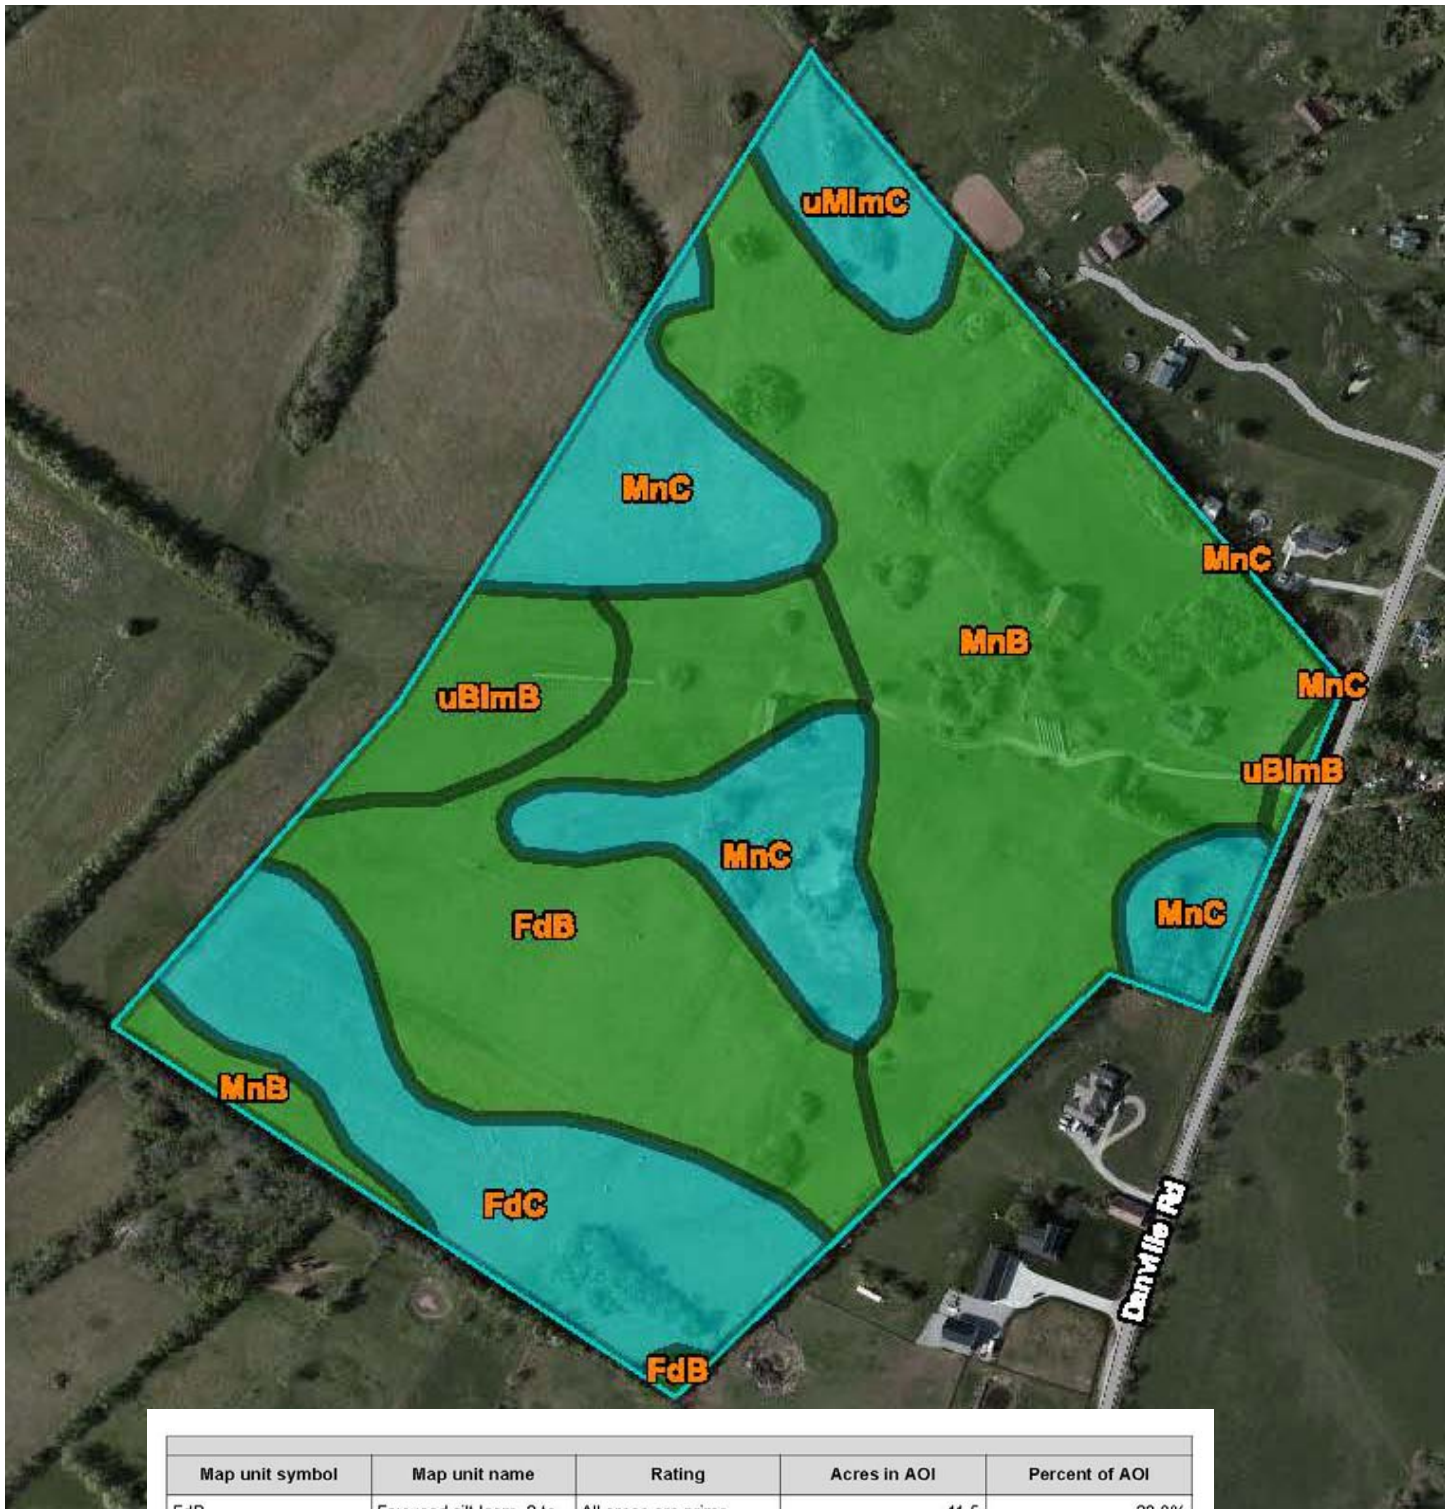 uMlmC
MnC
MnC
MnB
MnC
uBlmB
uBlmB
MnC
MnC
FdB
MnB
FdC
Danville Rd
FdB
Map unit symbol Map unit name Rating Acres in AOI Percent of AOI